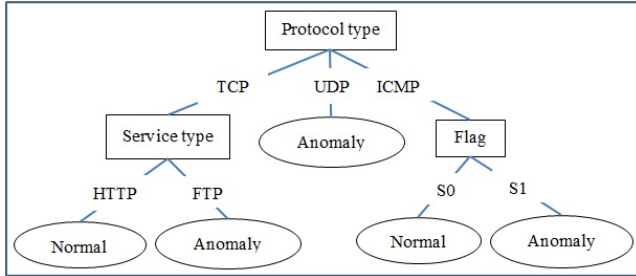 Protocol type
TCP UDP ICMP
Service type Anomaly Flag
HTTP FTP S0 S1
Normal Anomaly Normal Anomaly